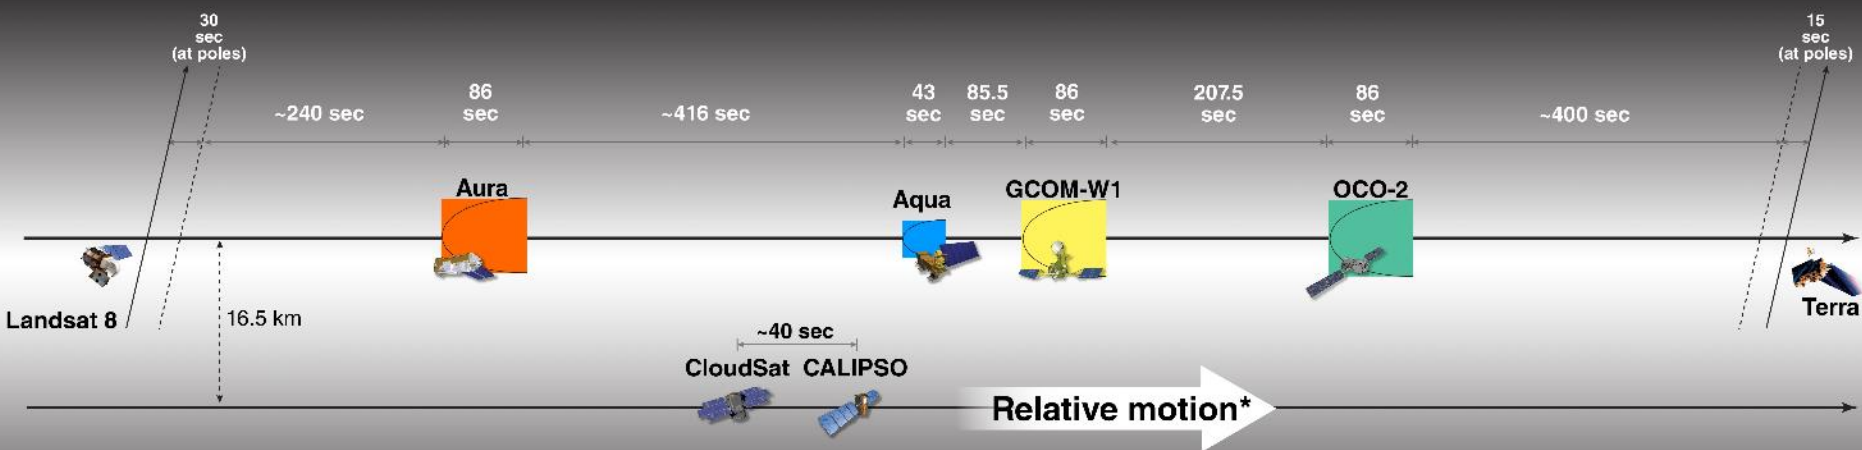 30
sec
(at poles)
15
sec
(at poles)
~240 sec
86
sec
~416 sec
43
sec
85.5
sec
86
sec
207.5
sec
86
sec
~400 sec
Aura
Aqua
GCOM-W1
OCO-2
Landsat 8
16.5 km
Terra
~40 sec
CloudSat CALIPSO
Relative motion*